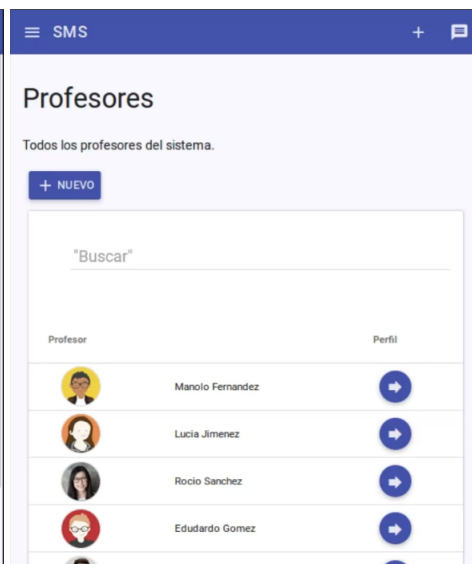 SMS
Profesores
Todos los profesores del sistema.
+ NUEVO
"Buscar"
Profesor Perfil
Manolo Fernandez
Lucia Jimenez
Rocio Sanchez
Edudardo Gomez